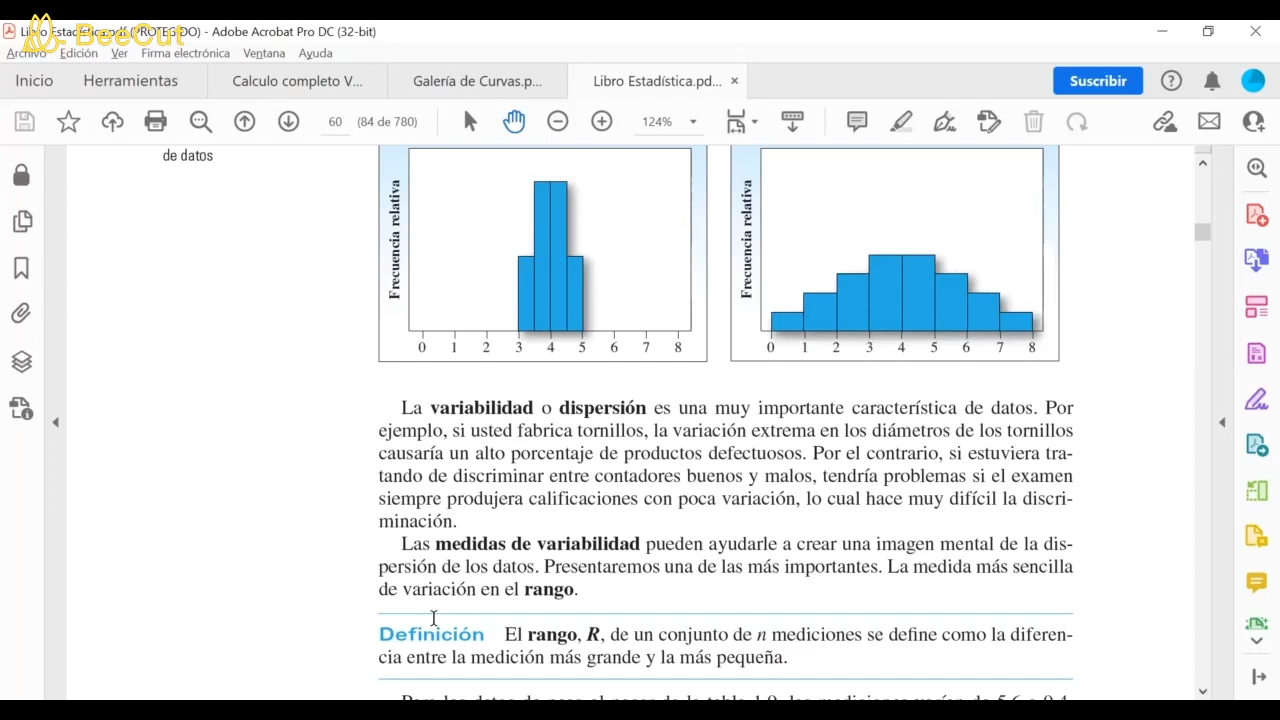 BeeCut
Libro Estadística.pdf (PROTEGIDO) - Adobe Acrobat Pro DC (32-bit)
Archivo Edición Ver Firma electrónica Ventana Ayuda
Inicio Herramientas Calculo completo V... Galería de Curvas.p... Libro Estadística.pd... × Suscribir
60 (84 de 780) 124%
de datos
Frecuencia relativa
0 1 2 3 4 5 6 7 8
Frecuencia relativa
0 1 2 3 4 5 6 7 8
La variabilidad o dispersión es una muy importante característica de datos. Por
ejemplo, si usted fabrica tornillos, la variación extrema en los diámetros de los tornillos
causaría un alto porcentaje de productos defectuosos. Por el contrario, si estuviera tra-
tando de discriminar entre contadores buenos y malos, tendría problemas si el examen
siempre produjera calificaciones con poca variación, lo cual hace muy difícil la discri-
minación.
Las medidas de variabilidad pueden ayudarle a crear una imagen mental de la dis-
persión de los datos. Presentaremos una de las más importantes. La medida más sencilla
de variación en el rango.
Definición El rango, R, de un conjunto de n mediciones se define como la diferen-
cia entre la medición más grande y la más pequeña.